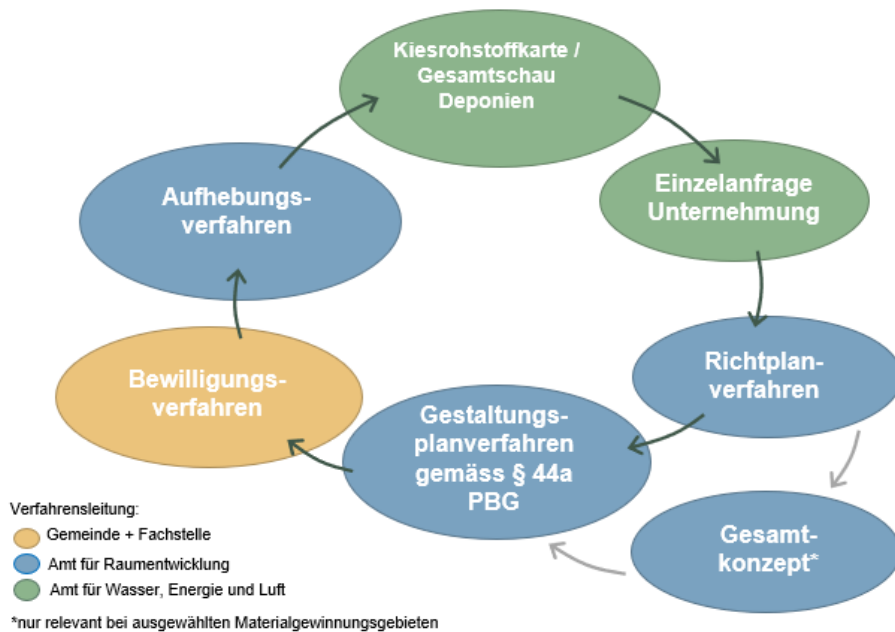 Kiesrohstoffkarte /
Gesamtschau
Deponien
Einzelanfrage
Unternehmung
Richtplan-
verfahren
Gesamt-
konzept*
Gestaltungs-
planverfahren
gemäss § 44a
PBG
Bewilligungs-
verfahren
Aufhebungs-
verfahren
Verfahrensleitung:
Gemeinde + Fachstelle
Amt für Raumentwicklung
Amt für Wasser, Energie und Luft
*nur relevant bei ausgewählten Materialgewinnungsgebieten